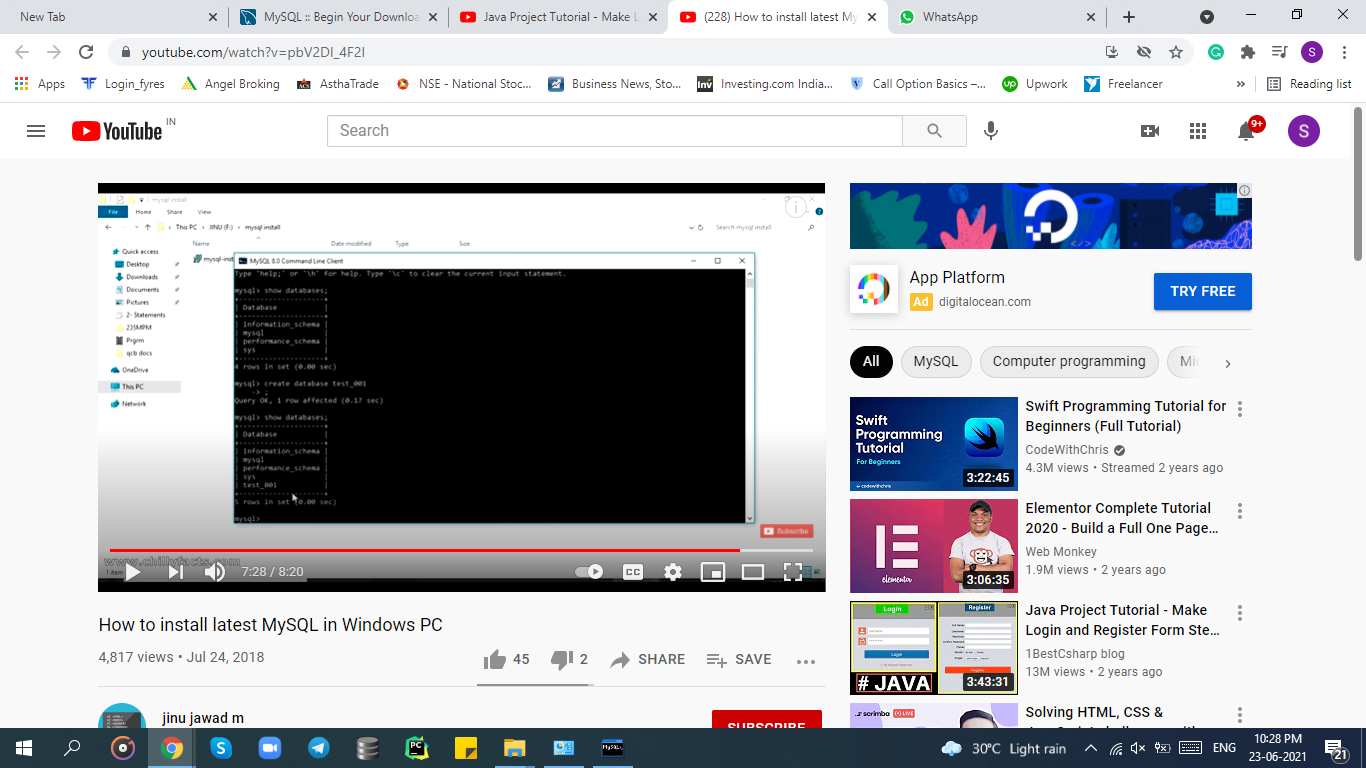 New Tab
MySQL :: Begin Your Downloa
Java Project Tutorial - Make L
(228) How to install latest My
WhatsApp
youtube.com/watch?v=pbV2DI_4F2I
S
Apps
Login_fyres
Angel Broking
AsthaTrade
NSE - National Stoc...
Business News, Sto...
Investing.com India...
Call Option Basics –...
Upwork
Freelancer
»
Reading list
YouTube IN
Search
9+
S
mysql install
File Home Share View
This PC › JINU (F:) › mysql install
Search mysql install
Name Date modified Type Size
Quick access
Desktop
Downloads
Documents
Pictures
2- Statements
235MPM
Prgrm
qcb docs
OneDrive
This PC
Network
mysql-inst
MySQL 8.0 Command Line Client
Type 'help;' or '\h' for help. Type '\c' to clear the current input statement.
mysql> show databases;
+--------------------+
| Database |
+--------------------+
| information_schema |
| mysql |
| performance_schema |
| sys |
+--------------------+
4 rows in set (0.00 sec)
mysql> create database test_001
-> ;
Query OK, 1 row affected (0.17 sec)
mysql> show databases;
+--------------------+
| Database |
+--------------------+
| information_schema |
| mysql |
| performance_schema |
| sys |
| test_001 |
+--------------------+
5 rows in set (0.00 sec)
mysql>
Subscribe
www.chillyfacts.com
1 item
7:28 / 8:20
CC
How to install latest MySQL in Windows PC
4,817 views • Jul 24, 2018
45
2
SHARE
SAVE
jinu jawad m
SUBSCRIBE
App Platform
Ad digitalocean.com
TRY FREE
All
MySQL
Computer programming
Mic
Swift
Programming
Tutorial
For Beginners
codewithchris
3:22:45
Swift Programming Tutorial for
Beginners (Full Tutorial)
CodeWithChris
4.3M views • Streamed 2 years ago
elementor
3:06:35
Elementor Complete Tutorial
2020 - Build a Full One Page...
Web Monkey
1.9M views • 2 years ago
Login
Register
Login
# JAVA
3:43:31
Java Project Tutorial - Make
Login and Register Form Ste...
1BestCsharp blog
13M views • 2 years ago
scrimba LIVE
Solving HTML, CSS &
PC
MySQL
30°C Light rain
ENG
10:28 PM
23-06-2021
21